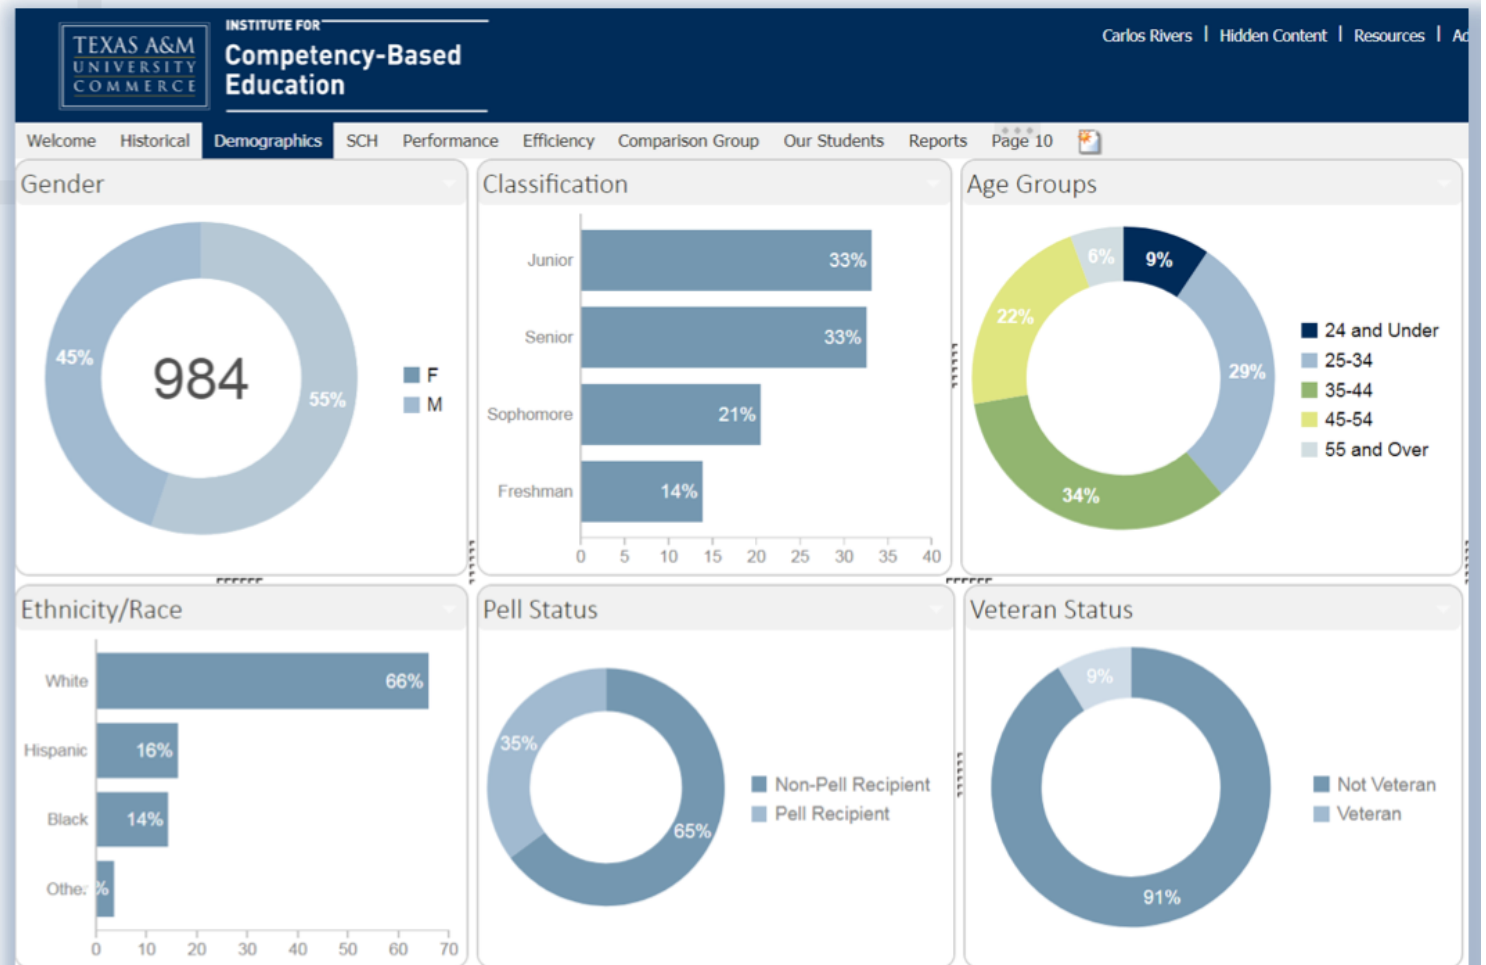 TEXAS A&M
UNIVERSITY
COMMERCE
INSTITUTE FOR
Competency-Based
Education
Carlos Rivers | Hidden Content | Resources |
Welcome Historical Demographics SCH Performance Efficiency Comparison Group Our Students Reports Page 10
Gender
45%
984
55%
F
M
Classification
Junior 33%
Senior 33%
Sophomore 21%
Freshman 14%
0 5 10 15 20 25 30 35 40
Age Groups
6% 9%
22%
29%
34%
24 and Under
25-34
35-44
45-54
55 and Over
Ethnicity/Race
White 66%
Hispanic 16%
Black 14%
Other %
0 10 20 30 40 50 60 70
Pell Status
35%
65%
Non-Pell Recipient
Pell Recipient
Veteran Status
9%
91%
Not Veteran
Veteran